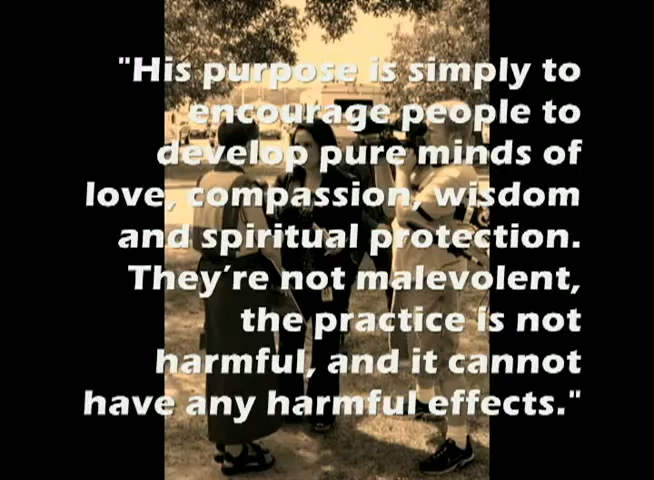 "His purpose is simply to
encourage people to
develop pure minds of
love, compassion, wisdom
and spiritual protection.
They're not malevolent,
the practice is not
harmful, and it cannot
have any harmful effects."